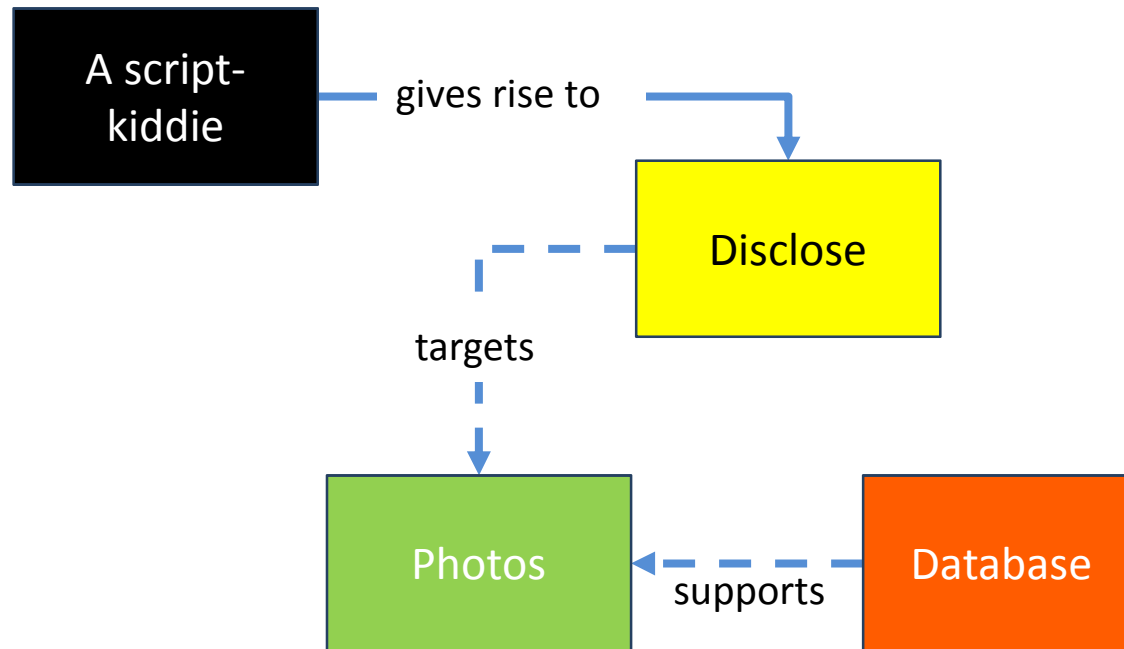 A script-
kiddie
gives rise to
Disclose
targets
Photos
Database
supports